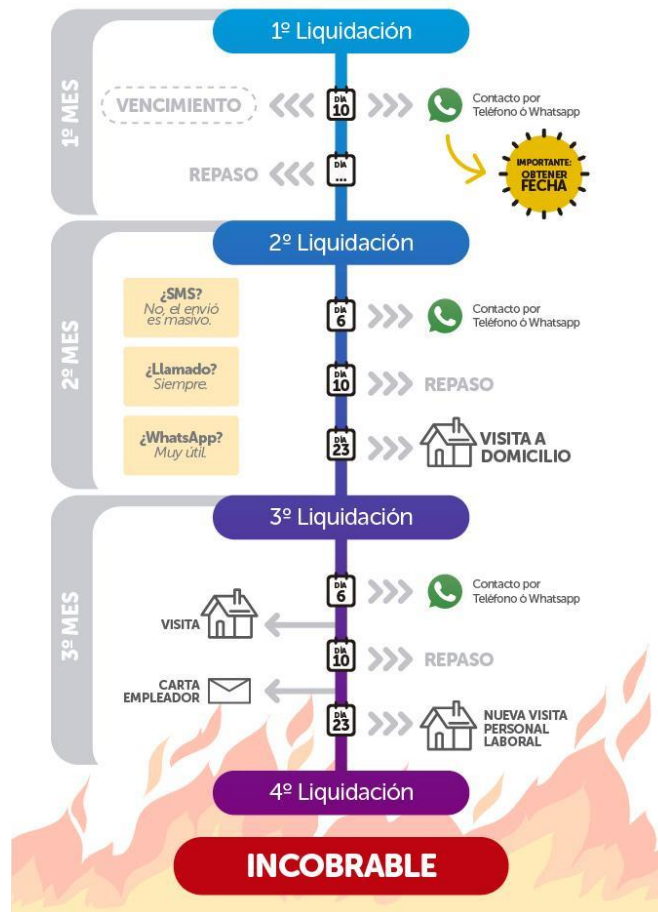 1º Liquidación
1º MES
VENCIMIENTO
DÍA
10
Contacto por
Teléfono ó Whatsapp
IMPORTANTE:
OBTENER
FECHA
REPASO
DÍA
...
2º Liquidación
2º MES
¿SMS?
No, el envió
es masivo.
DÍA
6
Contacto por
Teléfono ó Whatsapp
¿Llamado?
Siempre.
DÍA
10
REPASO
¿WhatsApp?
Muy útil.
DÍA
23
VISITA A
DOMICILIO
3º Liquidación
3º MES
DÍA
6
Contacto por
Teléfono ó Whatsapp
VISITA
DÍA
10
REPASO
CARTA
EMPLEADOR
DÍA
23
NUEVA VISITA
PERSONAL
LABORAL
4º Liquidación
INCOBRABLE